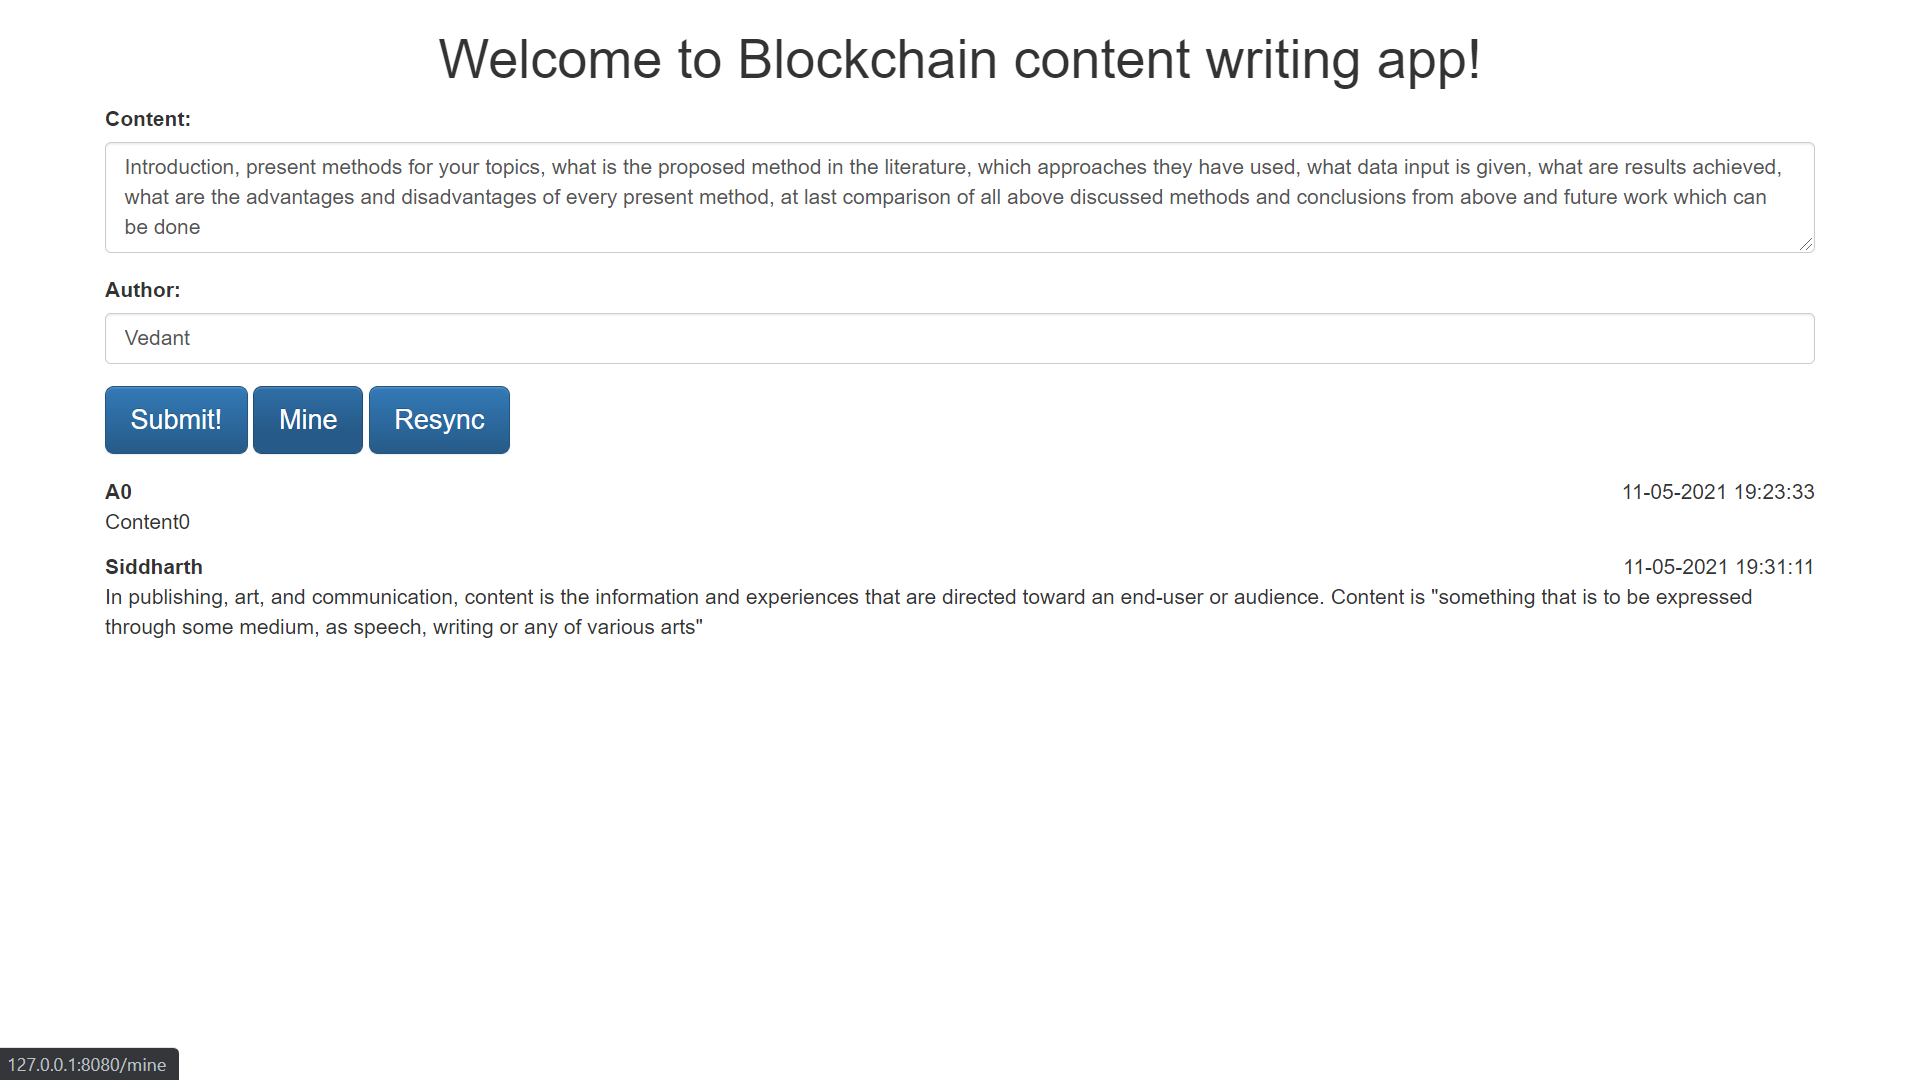 Welcome to Blockchain content writing app!
Content:
Introduction, present methods for your topics, what is the proposed method in the literature, which approaches they have used, what data input is given, what are results achieved,
what are the advantages and disadvantages of every present method, at last comparison of all above discussed methods and conclusions from above and future work which can
be done
Author:
Vedant
Submit! Mine Resync
A0 11-05-2021 19:23:33
Content0
Siddharth 11-05-2021 19:31:11
In publishing, art, and communication, content is the information and experiences that are directed toward an end-user or audience. Content is "something that is to be expressed
through some medium, as speech, writing or any of various arts"
127.0.0.1:8080/mine